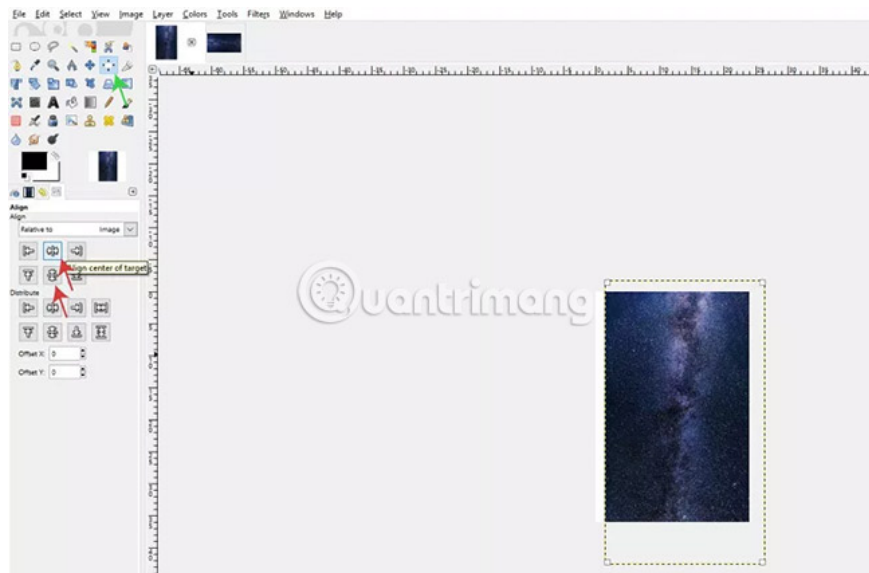 File Edit Select View Image Layer Colors Tools Filters Windows Help
Align
Align
Relative to Image
Align center of target
Distribute
Offset X: 0
Offset Y: 0
uantrimang